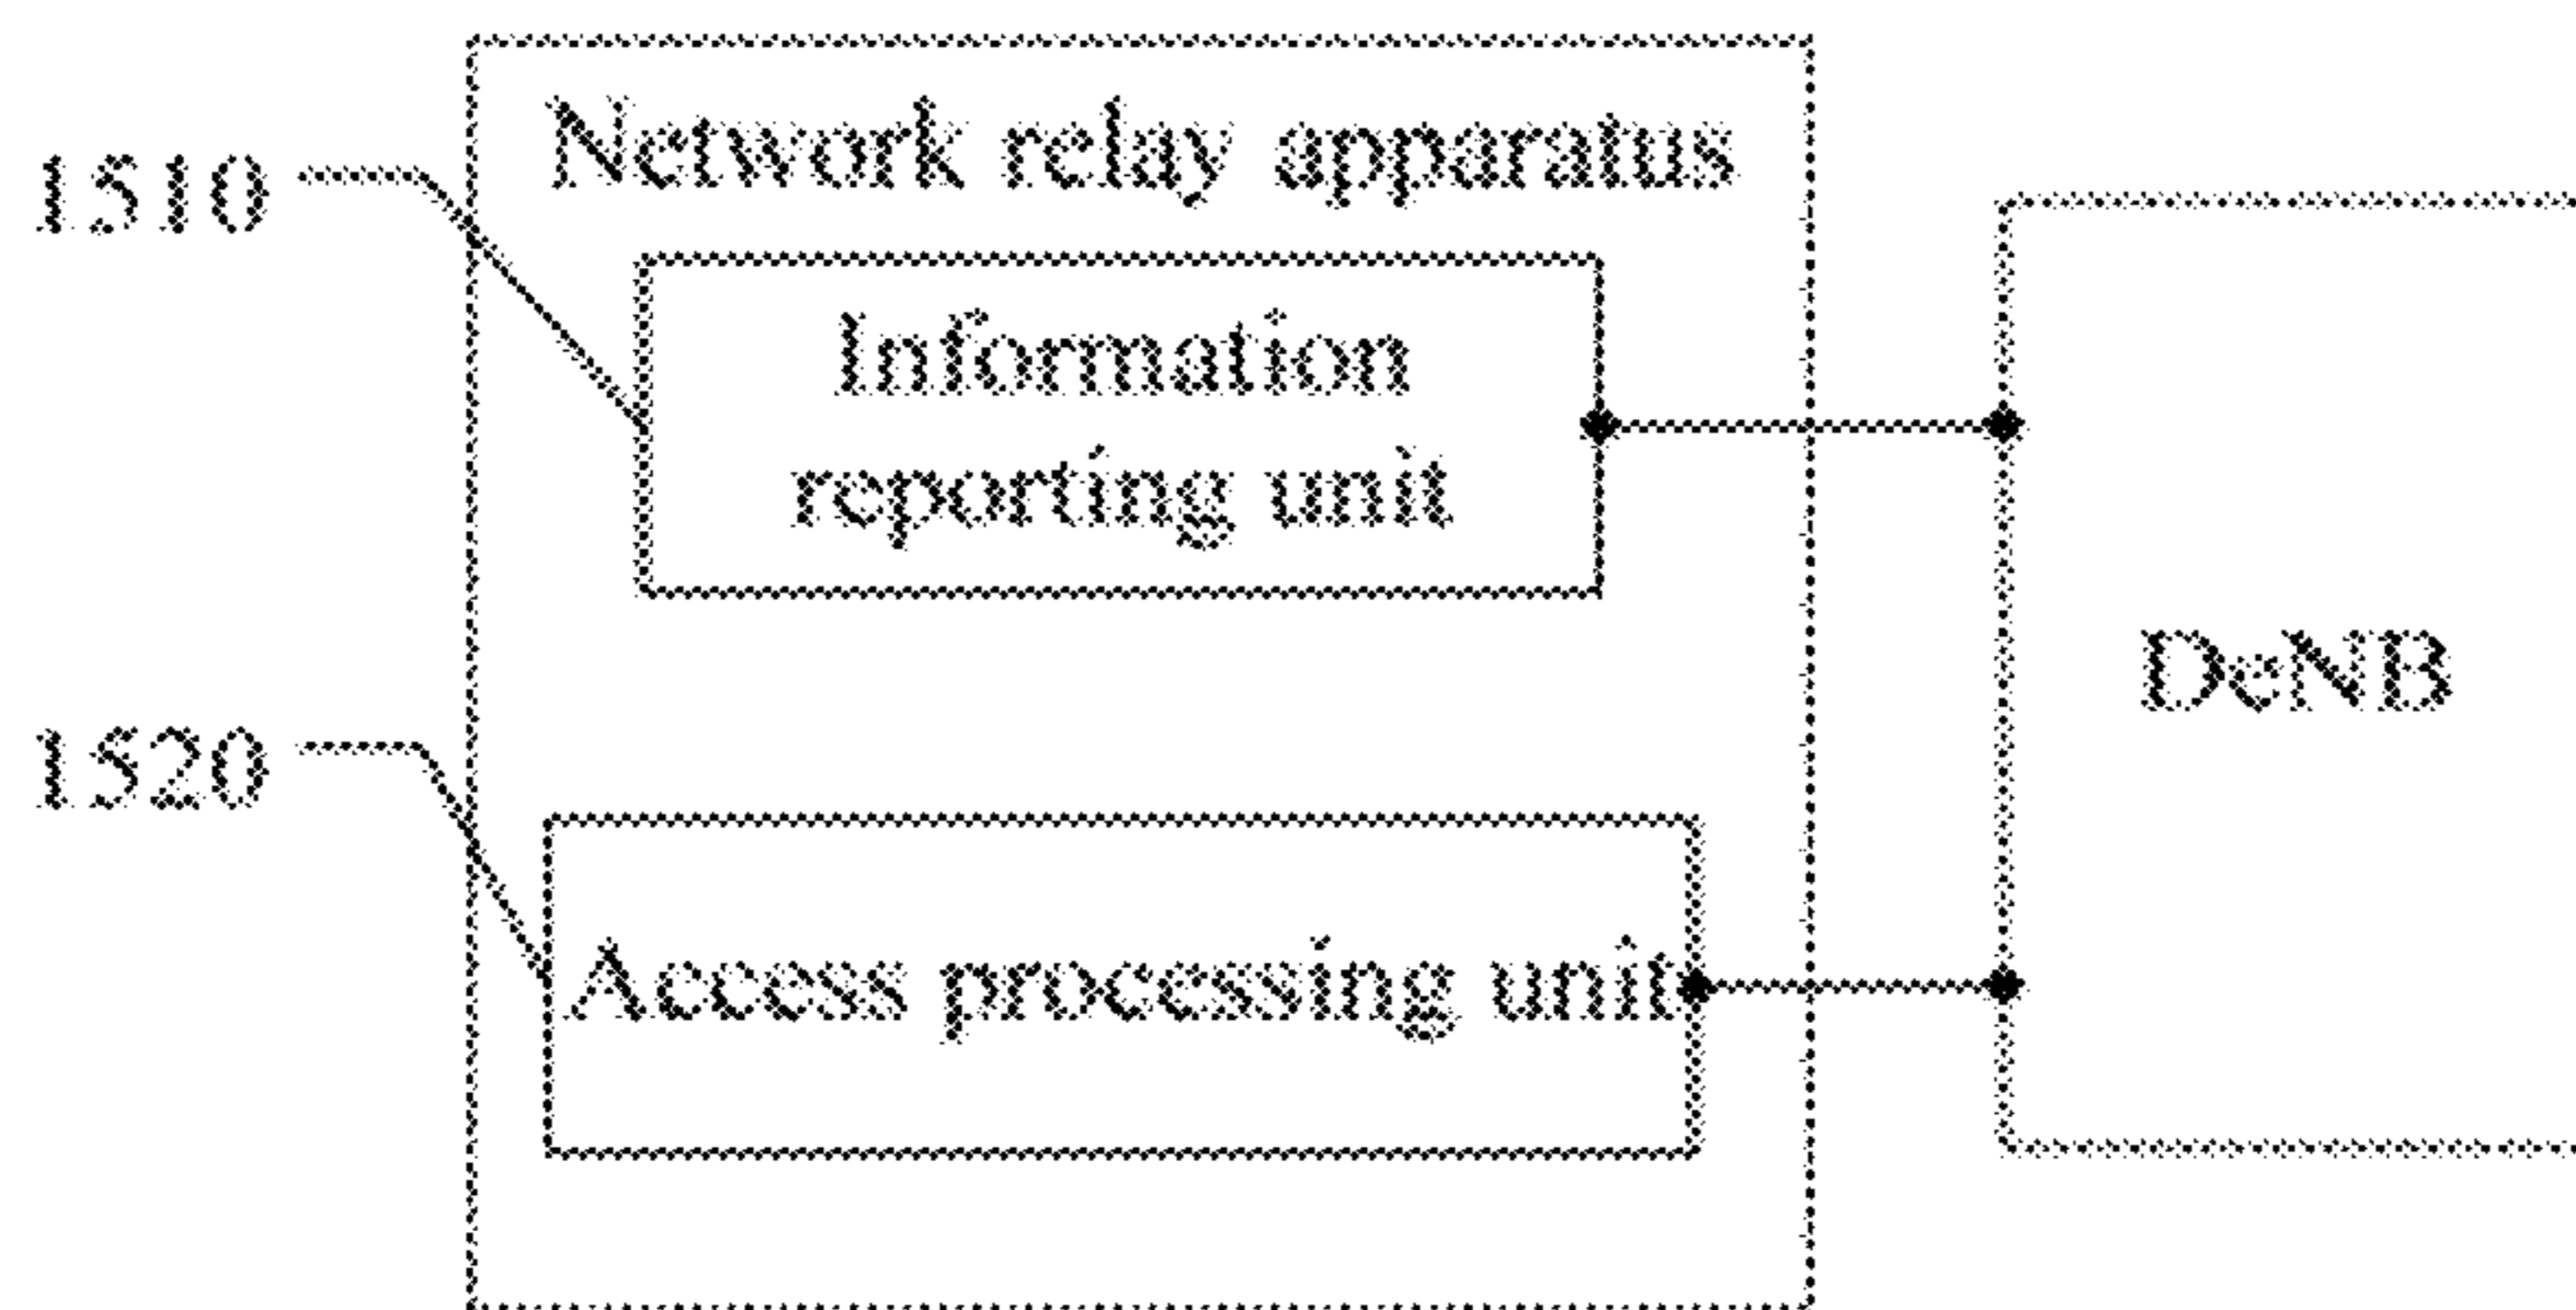 Network relay apparatus
1510
Information
reporting unit
DeNB
1520
Access processing unit